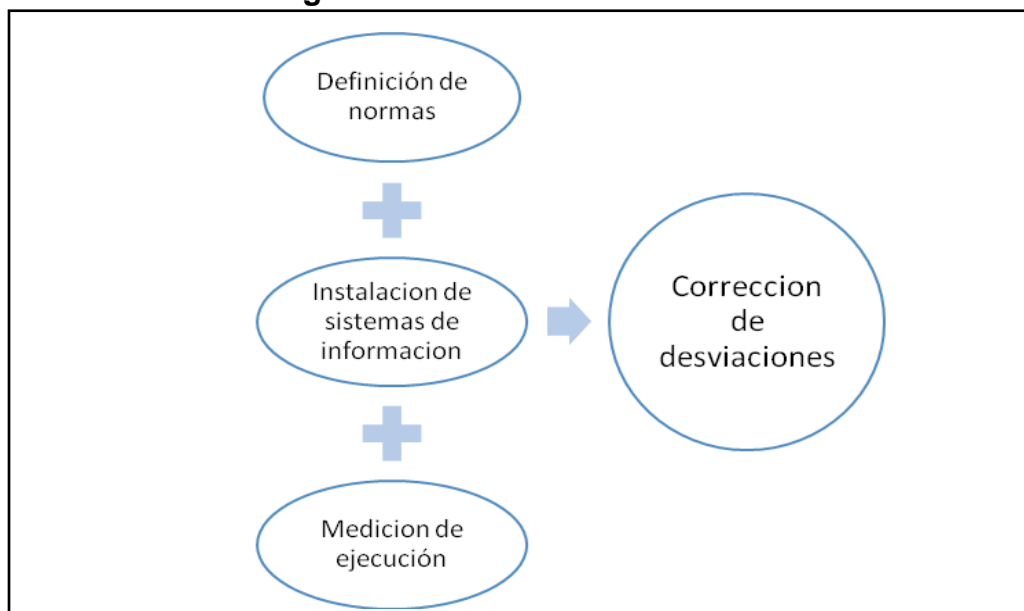 Definición de
normas
Instalacion de
sistemas de
informacion
Correccion
de
desviaciones
Medicion de
ejecución